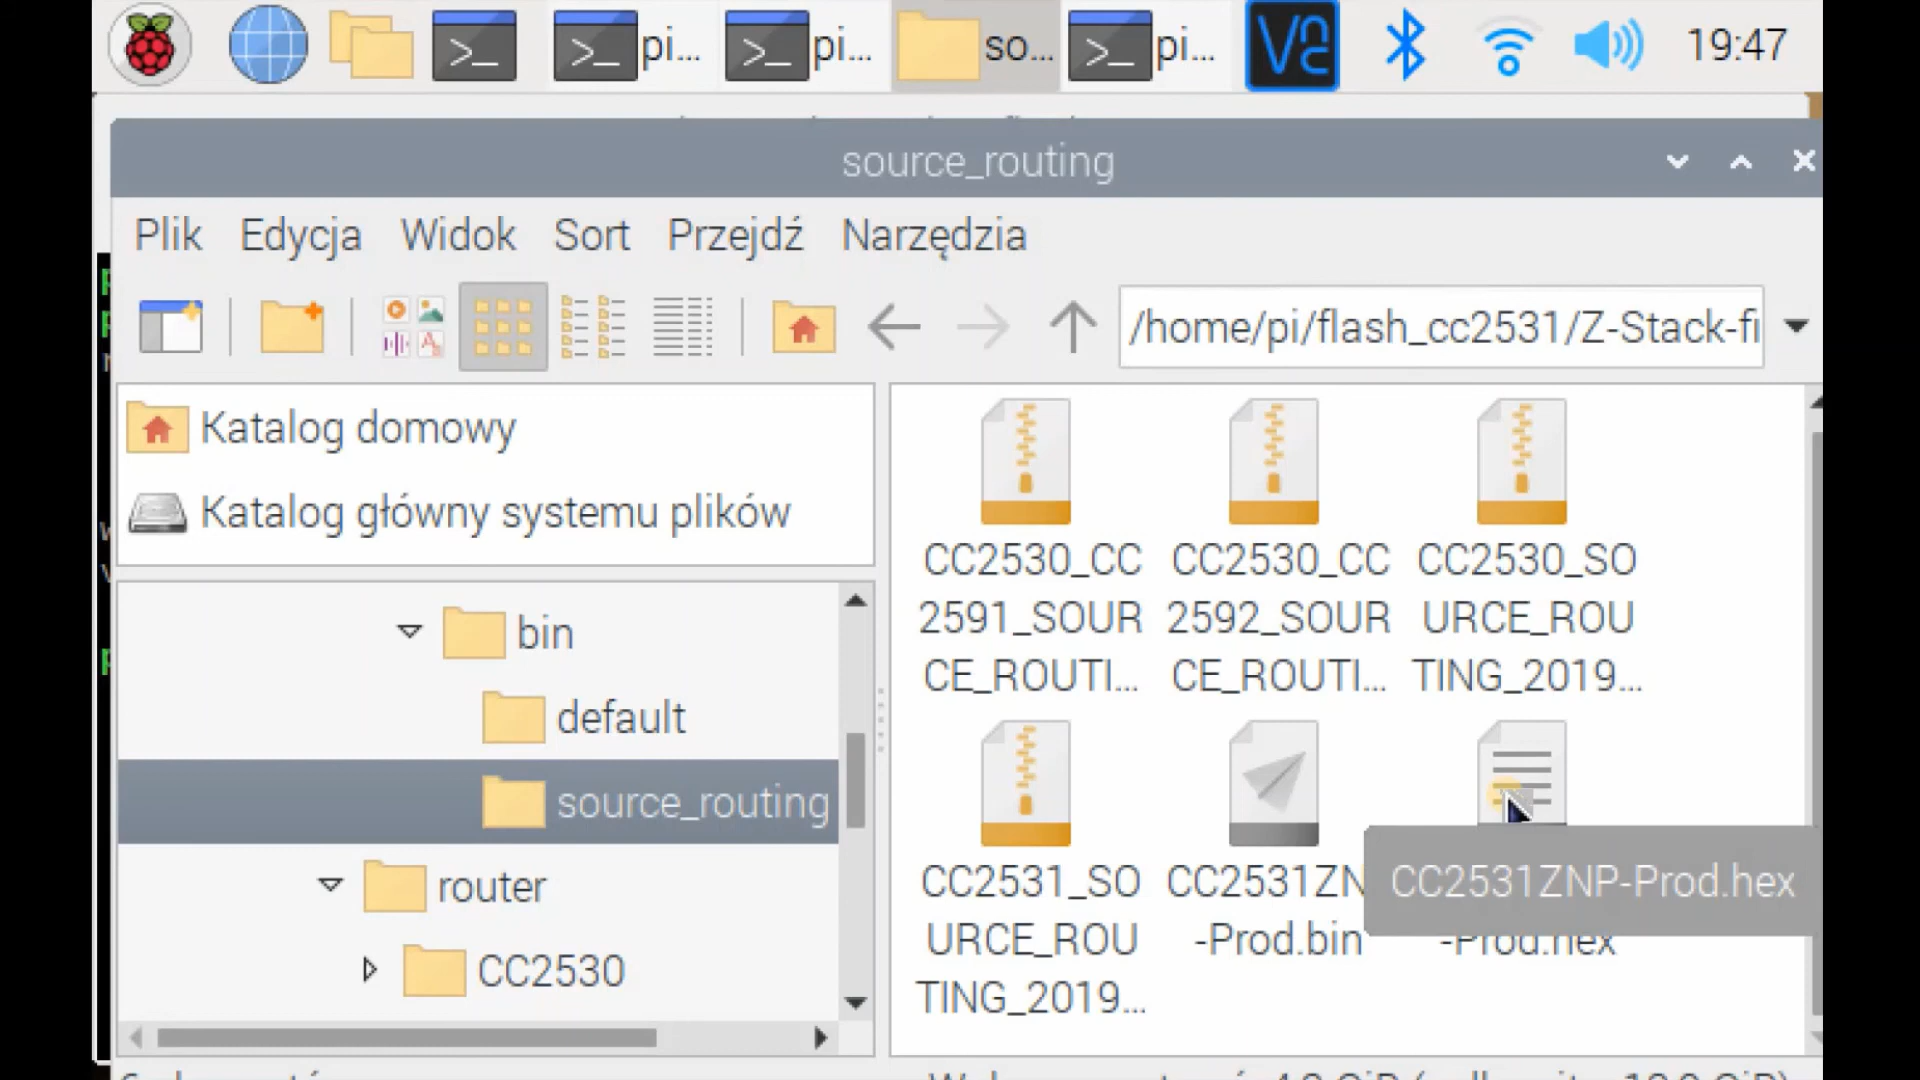 pi... pi... so... pi... 19:47
source_routing
Plik Edycja Widok Sort Przejdź Narzędzia
/home/pi/flash_cc2531/Z-Stack-fi
Katalog domowy
Katalog główny systemu plików
bin
default
source_routing
router
CC2530
CC2530_CC
2591_SOUR
CE_ROUTI...
CC2530_CC
2592_SOUR
CE_ROUTI...
CC2530_SO
URCE_ROU
TING_2019...
CC2531_SO
URCE_ROU
TING_2019...
CC2531ZN
-Prod.bin
-Prod.hex
CC2531ZNP-Prod.hex